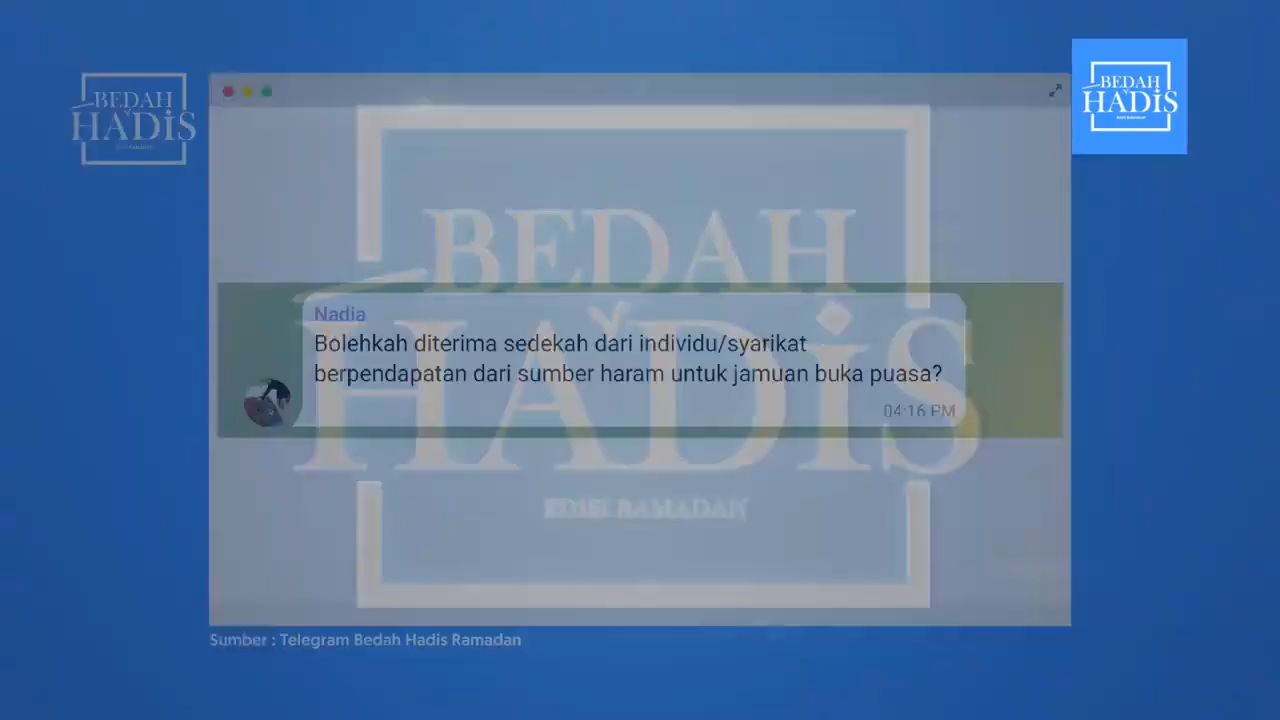 BEDAH
HADIS
BEDAH
HADIS
BEDAH
HADIS
EDISI RAMADAN
Nadia
Bolehkah diterima sedekah dari individu/syarikat
berpendapatan dari sumber haram untuk jamuan buka puasa?
04:16 PM
Sumber : Telegram Bedah Hadis Ramadan